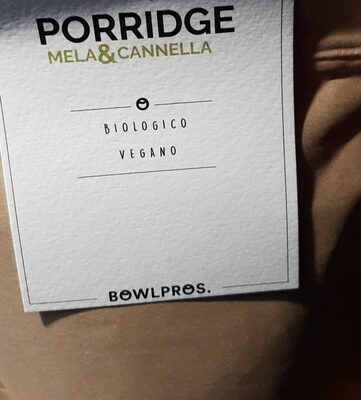 PORRIDGE
MELA&CANNELLA
BIOLOGICO
VEGANO
BOWLPROS.